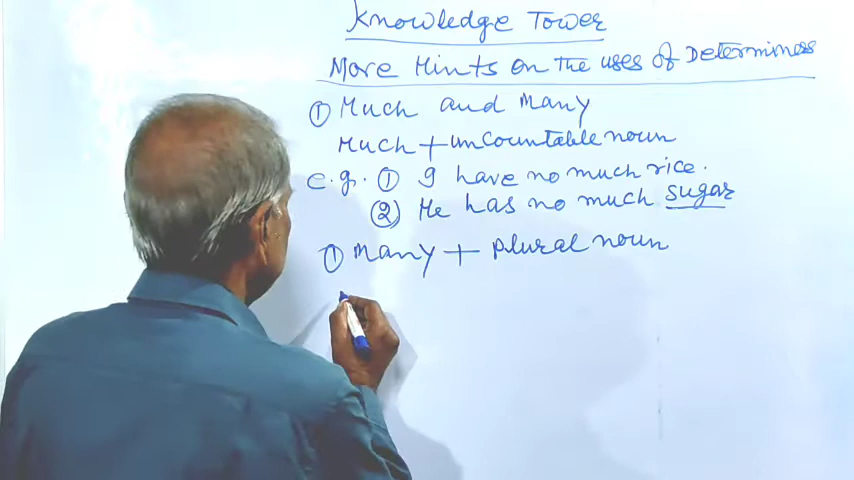 Knowledge Tower
More Hints on the uses of Determiners
① Much and Many
Much + uncountable noun
e.g. ① I have no much rice.
② He has no much sugar
① Many + plural noun